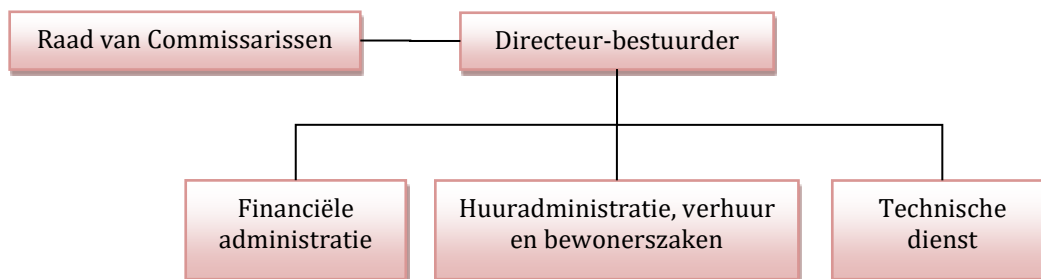 Raad van Commissarissen
Directeur-bestuurder
Financiële
administratie
Huuradministratie, verhuur
en bewonerszaken
Technische
dienst